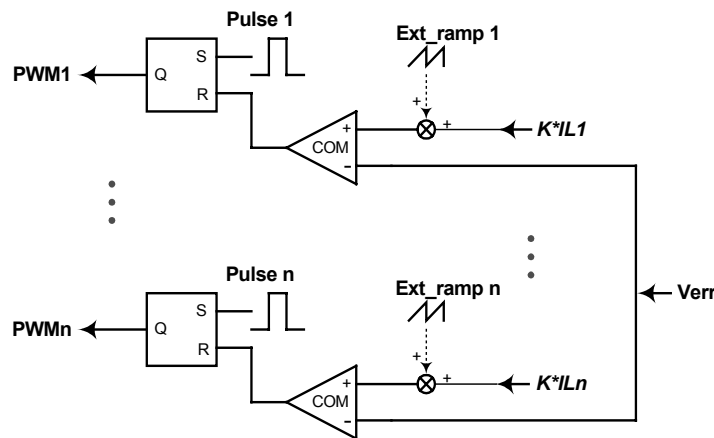 Pulse 1
Ext_ramp 1
PWM1
Q
S
R
COM
+
-
+
+
K*IL1
Pulse n
Ext_ramp n
Verr
PWMn
Q
S
R
COM
+
-
+
+
K*ILn